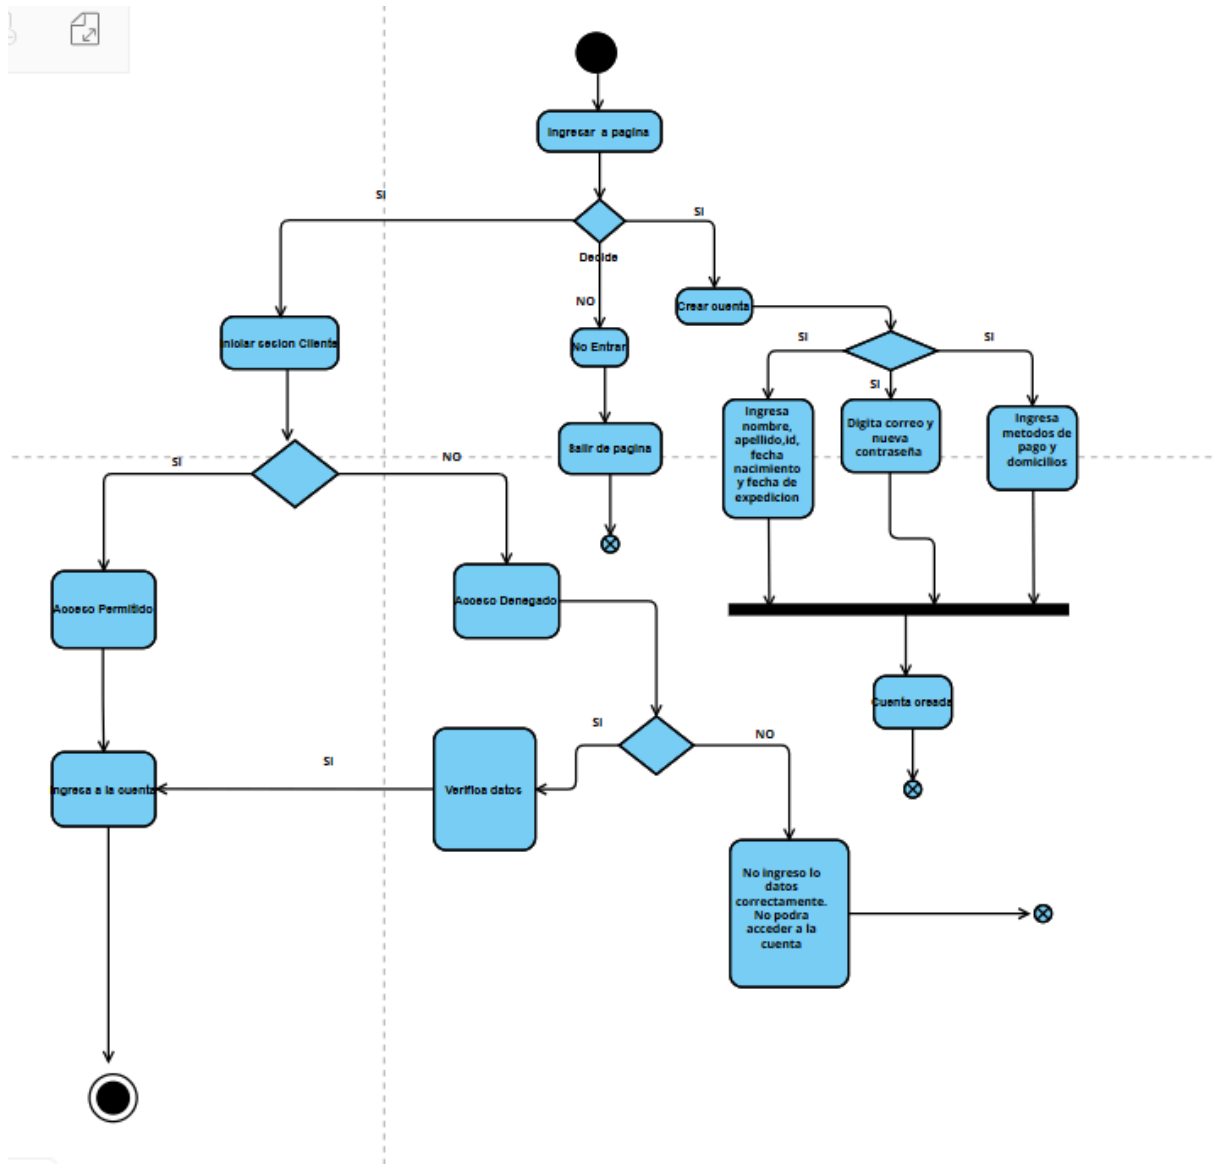 Ingresar a pagina
SI
SI
Decide
NO
Crear cuenta
Iniciar sesion Cliente
No Entrar
SI
SI
SI
Ingresa
nombre,
apellido,id,
fecha
nacimiento
y fecha de
expedicion
Digita correo y
nueva
contraseña
Ingresa
metodos de
pago y
domicilios
Salir de pagina
SI
NO
Acceso Permitido
Acceso Denegado
Cuenta creada
SI
NO
SI
Ingresa a la cuenta
Verifica datos
No ingreso lo
datos
correctamente.
No podra
acceder a la
cuenta